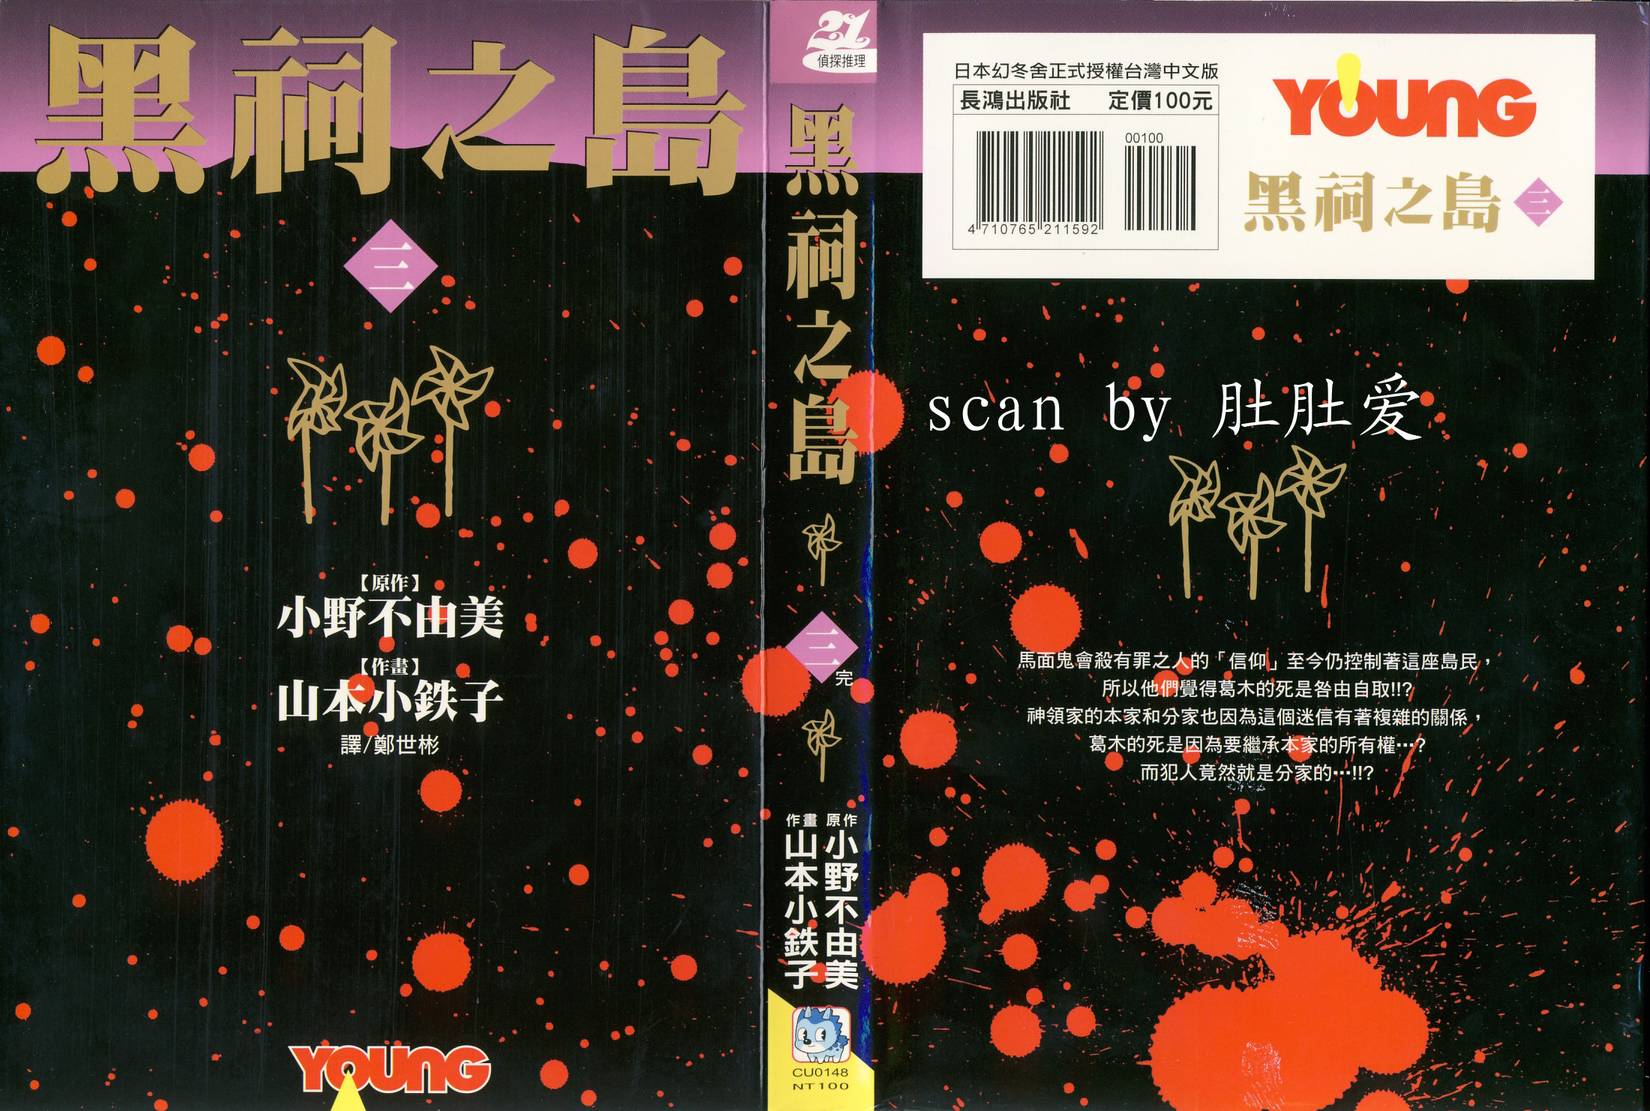 黑祠之島
三
【原作】
小野不由美
【作畫】
山本小鉄子
譯/鄭世彬
YOUNG
21
偵探推理
黑祠之島
三
完
原作
小野不由美
作畫
山本小鉄子
CU0148
NT100
日本幻冬舍正式授權台灣中文版
長鴻出版社 定價100元
00100
4 710765 211592
YOUNG
黑祠之島 三
scan by 肚肚爱
馬面鬼會殺有罪之人的「信仰」至今仍控制著這座島民，
所以他們覺得葛木的死是咎由自取!!?
神領家的本家和分家也因為這個迷信有著複雜的關係，
葛木的死是因為要繼承本家的所有權…?
而犯人竟然就是分家的…!!?